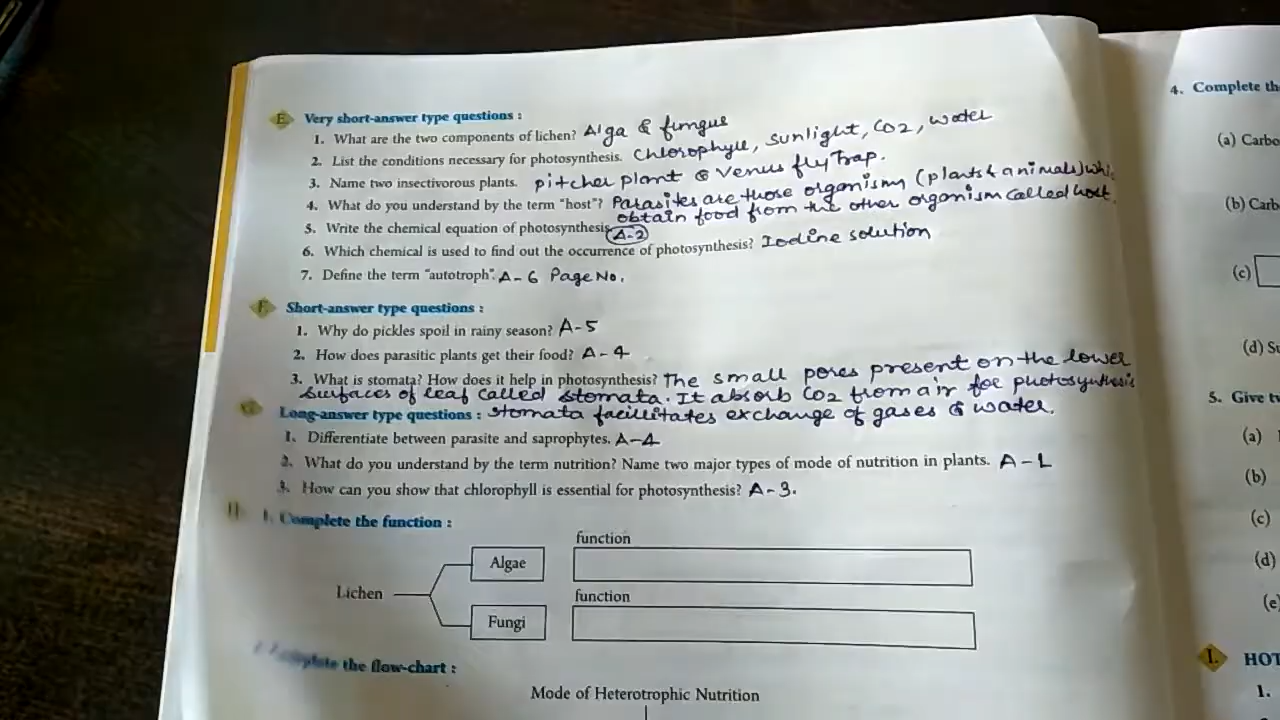 E. Very short-answer type questions :
1. What are the two components of lichen? Alga & fungus
2. List the conditions necessary for photosynthesis. Chlorophyll, sunlight, CO2, water
3. Name two insectivorous plants. pitcher plant & Venus fly Trap.
4. What do you understand by the term "host"? Parasites are those organism (plants & animals) whi
obtain food from the other organism called host.
5. Write the chemical equation of photosynthesis A-2
6. Which chemical is used to find out the occurrence of photosynthesis? Iodine solution
7. Define the term "autotroph". A-6 Page No.
F. Short-answer type questions :
1. Why do pickles spoil in rainy season? A-5
2. How does parasitic plants get their food? A-4
3. What is stomata? How does it help in photosynthesis? The small pores present on the lower
surfaces of leaf called stomata. It absorb CO2 from air for photosynthesis
G. Long-answer type questions : Stomata facillitates exchange of gases & water.
1. Differentiate between parasite and saprophytes. A-4
2. What do you understand by the term nutrition? Name two major types of mode of nutrition in plants. A-1
3. How can you show that chlorophyll is essential for photosynthesis? A-3.
H 1. Complete the function :
function
Algae
Lichen
function
Fungi
the flow-chart :
Mode of Heterotrophic Nutrition
4. Complete th
(a) Carbo
(b) Carb
(c)
(d) Su
5. Give tw
(a)
(b)
(c)
(d)
(e)
I. HOT
1.